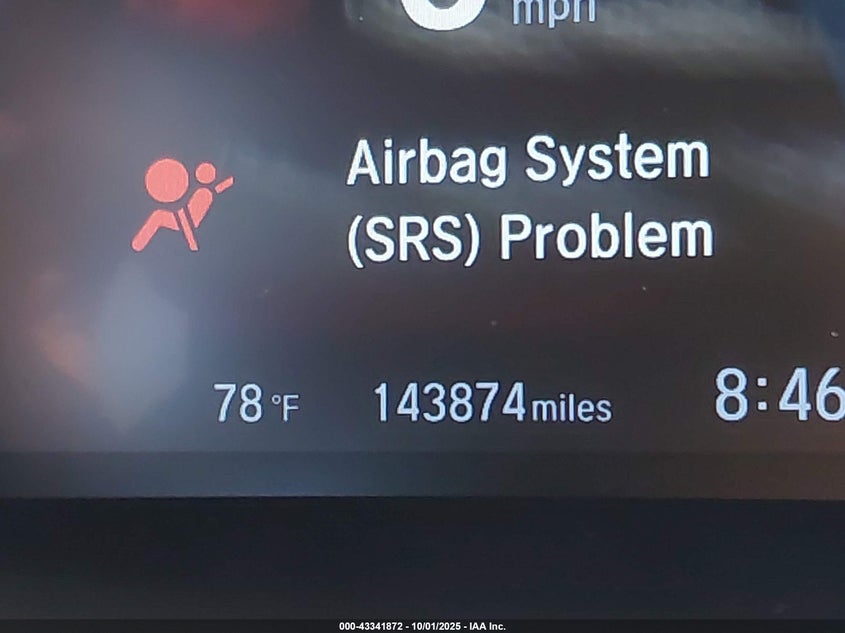 mph
Airbag System
(SRS) Problem
78 °F 143874 miles 8:46
000-43341872 - 10/01/2025 - IAA Inc.